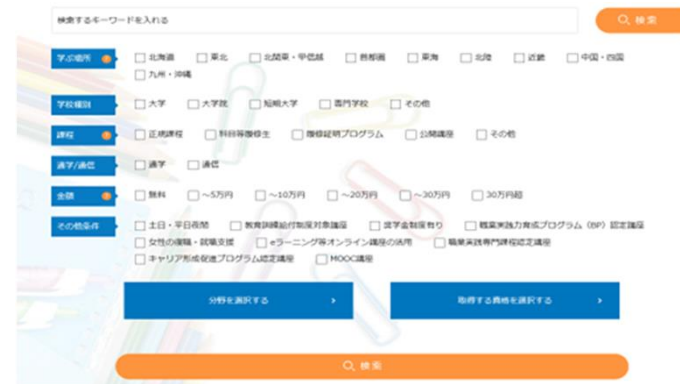 検索するキーワードを入れる 検索
学ぶ場所 ? 北海道 東北 北関東・甲信越 首都圏 東海 北陸 近畿 中国・四国
九州・沖縄
学校種別 大学 大学院 短期大学 専門学校 その他
課程 ? 正規課程 科目等履修生 履修証明プログラム 公開講座 その他
通学/通信 通学 通信
金額 ? 無料 ～5万円 ～10万円 ～20万円 ～30万円 30万円超
その他条件 土日・平日夜間 教育訓練給付制度対象講座 奨学金制度有り 職業実践力育成プログラム（BP）認定講座
女性の復職・就職支援 eラーニング等オンライン講座の活用 職業実践専門課程認定講座
キャリア形成促進プログラム認定講座 MOOC講座
分野を選択する › 取得する資格を選択する ›
検索